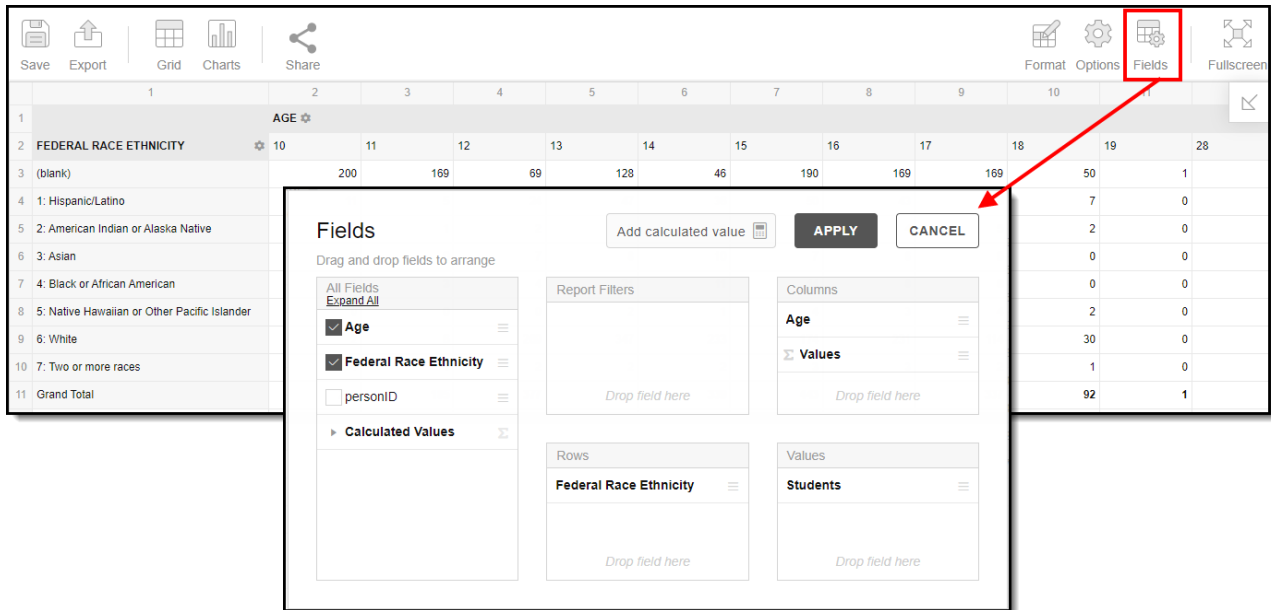 Save Export Grid Charts Share Format Options Fields Fullscreen
1 2 3 4 5 6 7 8 9 10 11
1 AGE
2 FEDERAL RACE ETHNICITY 10 11 12 13 14 15 16 17 18 19 28
3 (blank) 200 169 69 128 46 190 169 169 50 1
4 1: Hispanic/Latino 7 0
5 2: American Indian or Alaska Native 2 0
6 3: Asian 0 0
7 4: Black or African American 0 0
8 5: Native Hawaiian or Other Pacific Islander 2 0
9 6: White 30 0
10 7: Two or more races 1 0
11 Grand Total 92 1
Fields Add calculated value APPLY CANCEL
Drag and drop fields to arrange
All Fields Report Filters Columns
Expand All
Age Age
Federal Race Ethnicity Σ Values
personID Drop field here Drop field here
Calculated Values Σ
Rows Values
Federal Race Ethnicity Students
Drop field here Drop field here